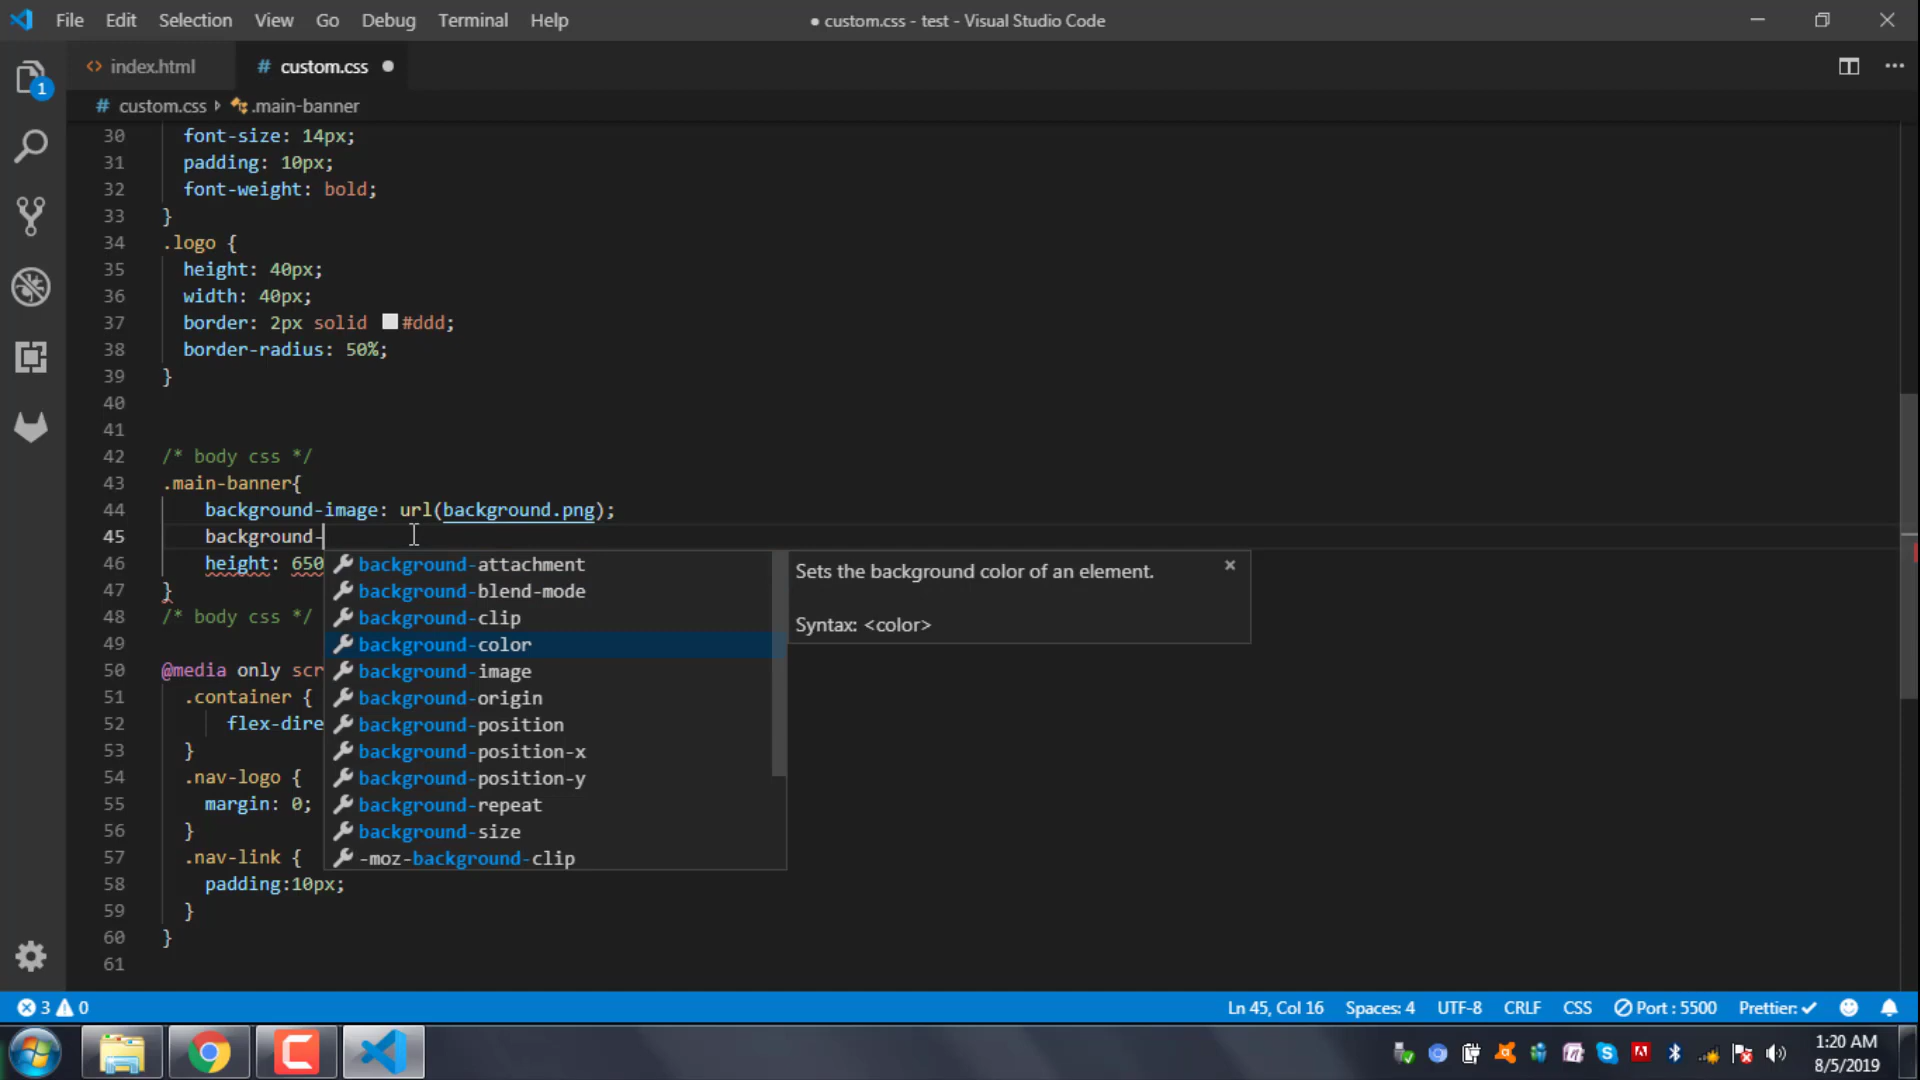 File Edit Selection View Go Debug Terminal Help
● custom.css - test - Visual Studio Code
index.html
# custom.css
1
# custom.css .main-banner
30 font-size: 14px;
31 padding: 10px;
32 font-weight: bold;
33 }
34 .logo {
35 height: 40px;
36 width: 40px;
37 border: 2px solid #ddd;
38 border-radius: 50%;
39 }
40
41
42 /* body css */
43 .main-banner{
44 background-image: url(background.png);
45 background-
46 height: 650
47 }
48 /* body css */
49
50 @media only scr
51 .container {
52 flex-dire
53 }
54 .nav-logo {
55 margin: 0;
56 }
57 .nav-link {
58 padding:10px;
59 }
60 }
61
background-attachment
background-blend-mode
background-clip
background-color
background-image
background-origin
background-position
background-position-x
background-position-y
background-repeat
background-size
-moz-background-clip
Sets the background color of an element.
Syntax: <color>
3 0
Ln 45, Col 16 Spaces: 4 UTF-8 CRLF CSS Port : 5500 Prettier: ✓
1:20 AM
8/5/2019